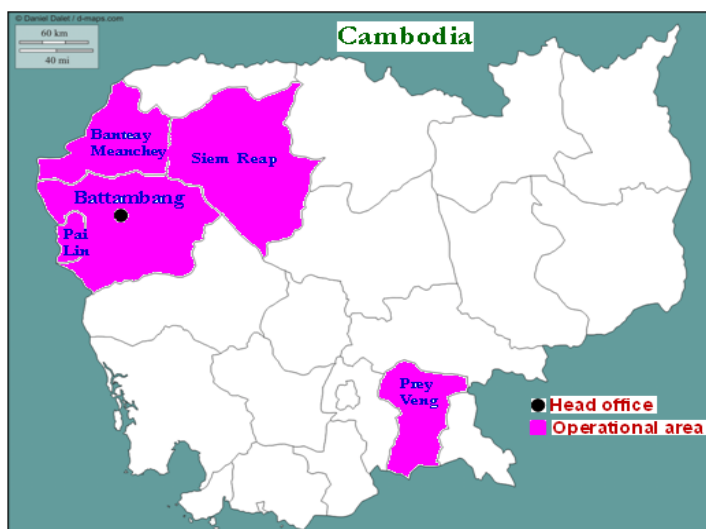 © Daniel Dalet / d-maps.com
60 km
40 mi
Cambodia
Banteay
Meanchey
Siem Reap
Battambang
Pai
Lin
Prey
Veng
Head office
Operational area